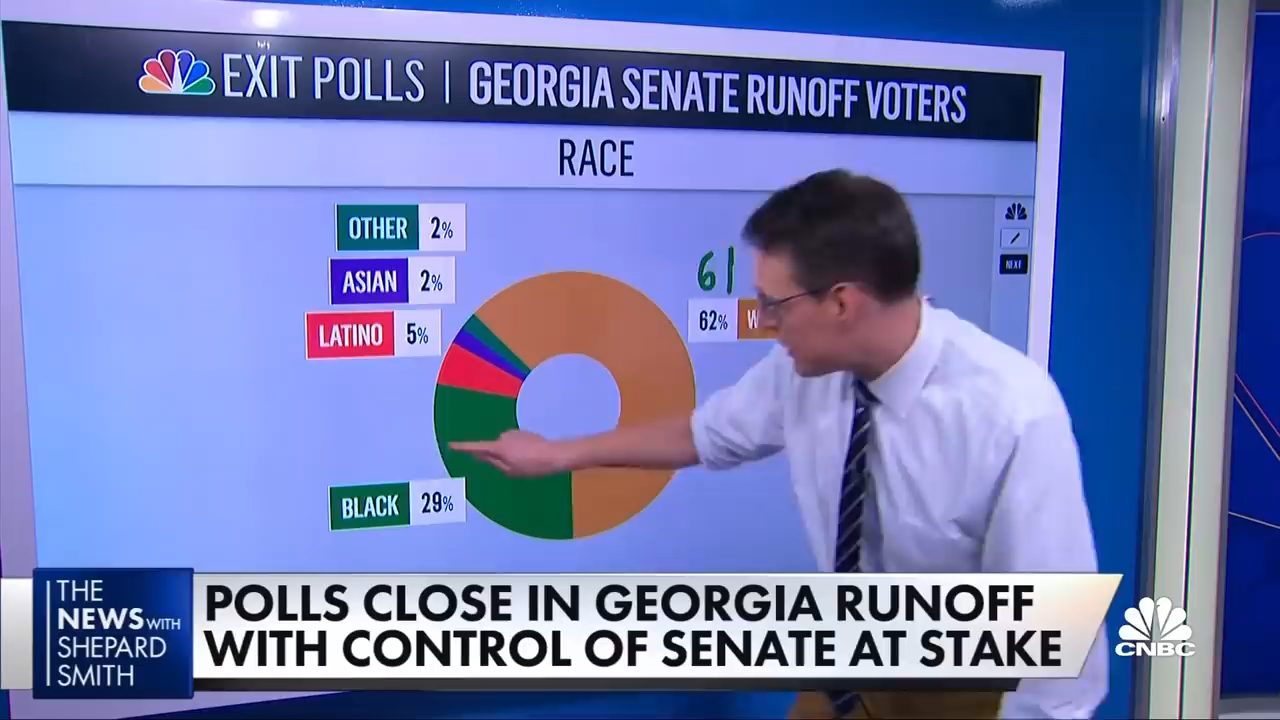 EXIT POLLS | GEORGIA SENATE RUNOFF VOTERS
RACE
OTHER 2%
ASIAN 2%
LATINO 5%
61
62% W
BLACK 29%
NEXT
THE
NEWS WITH
SHEPARD
SMITH
POLLS CLOSE IN GEORGIA RUNOFF
WITH CONTROL OF SENATE AT STAKE
CNBC